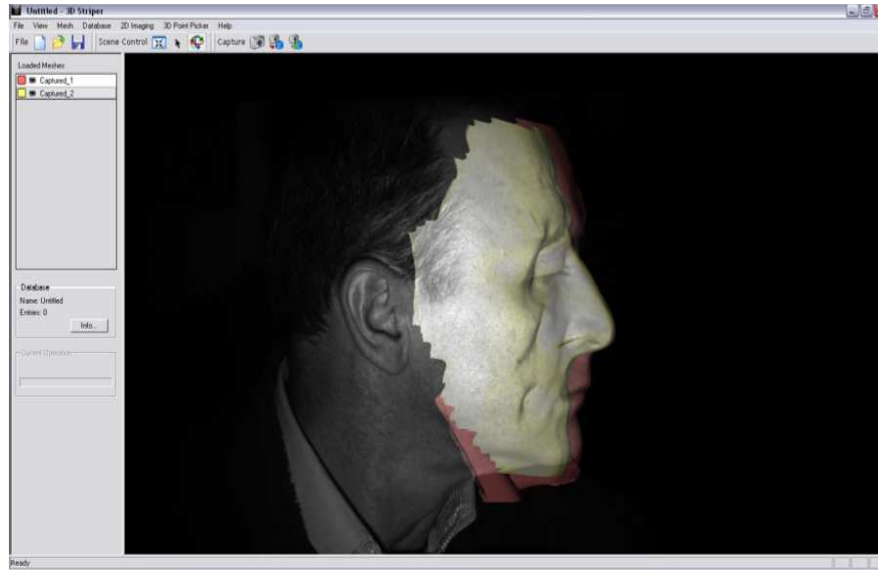 Untitled - 3D Striper
File View Mesh Database 2D Imaging 3D Point Picker Help
File Scene Control Capture
Loaded Meshes
Captured_1
Captured_2
Database
Name: Untitled
Entries: 0
Info...
Current Operation
Ready